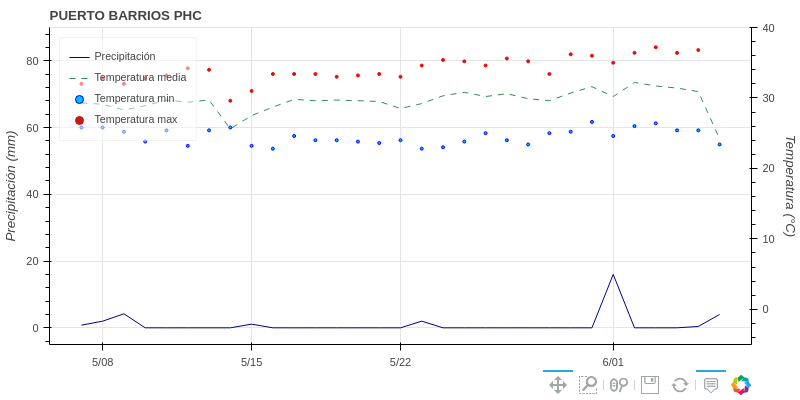 PUERTO BARRIOS PHC
Precipitación
Temperatura media
Temperatura min
Temperatura max
Precipitación (mm)
80
60
40
20
0
Temperatura (°C)
40
30
20
10
0
5/08
5/15
5/22
6/01